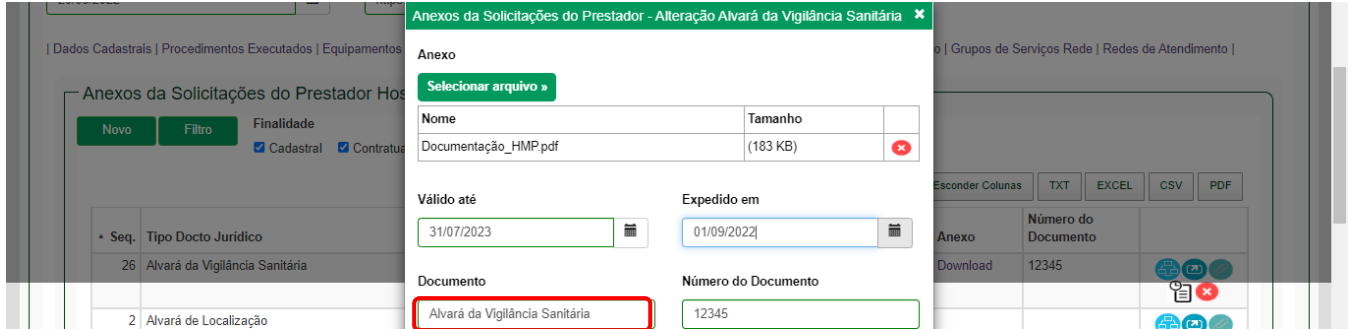 Anexos da Solicitações do Prestador - Alteração Alvará da Vigilância Sanitária ×
| Dados Cadastrais | Procedimentos Executados | Equipamentos
o | Grupos de Serviços Rede | Redes de Atendimento |
Anexo
Selecionar arquivo »
Anexos da Solicitações do Prestador Hos
Novo Filtro
Finalidade
Cadastral Contratua
Nome Tamanho
Documentação_HMP.pdf (183 KB)
Esconder Colunas TXT EXCEL CSV PDF
Válido até Expedido em
31/07/2023 01/09/2022
Seq. Tipo Docto Jurídico Anexo Número do
Documento
26 Alvará da Vigilância Sanitária Download 12345
Documento Número do Documento
Alvará da Vigilância Sanitária 12345
2 Alvará de Localização